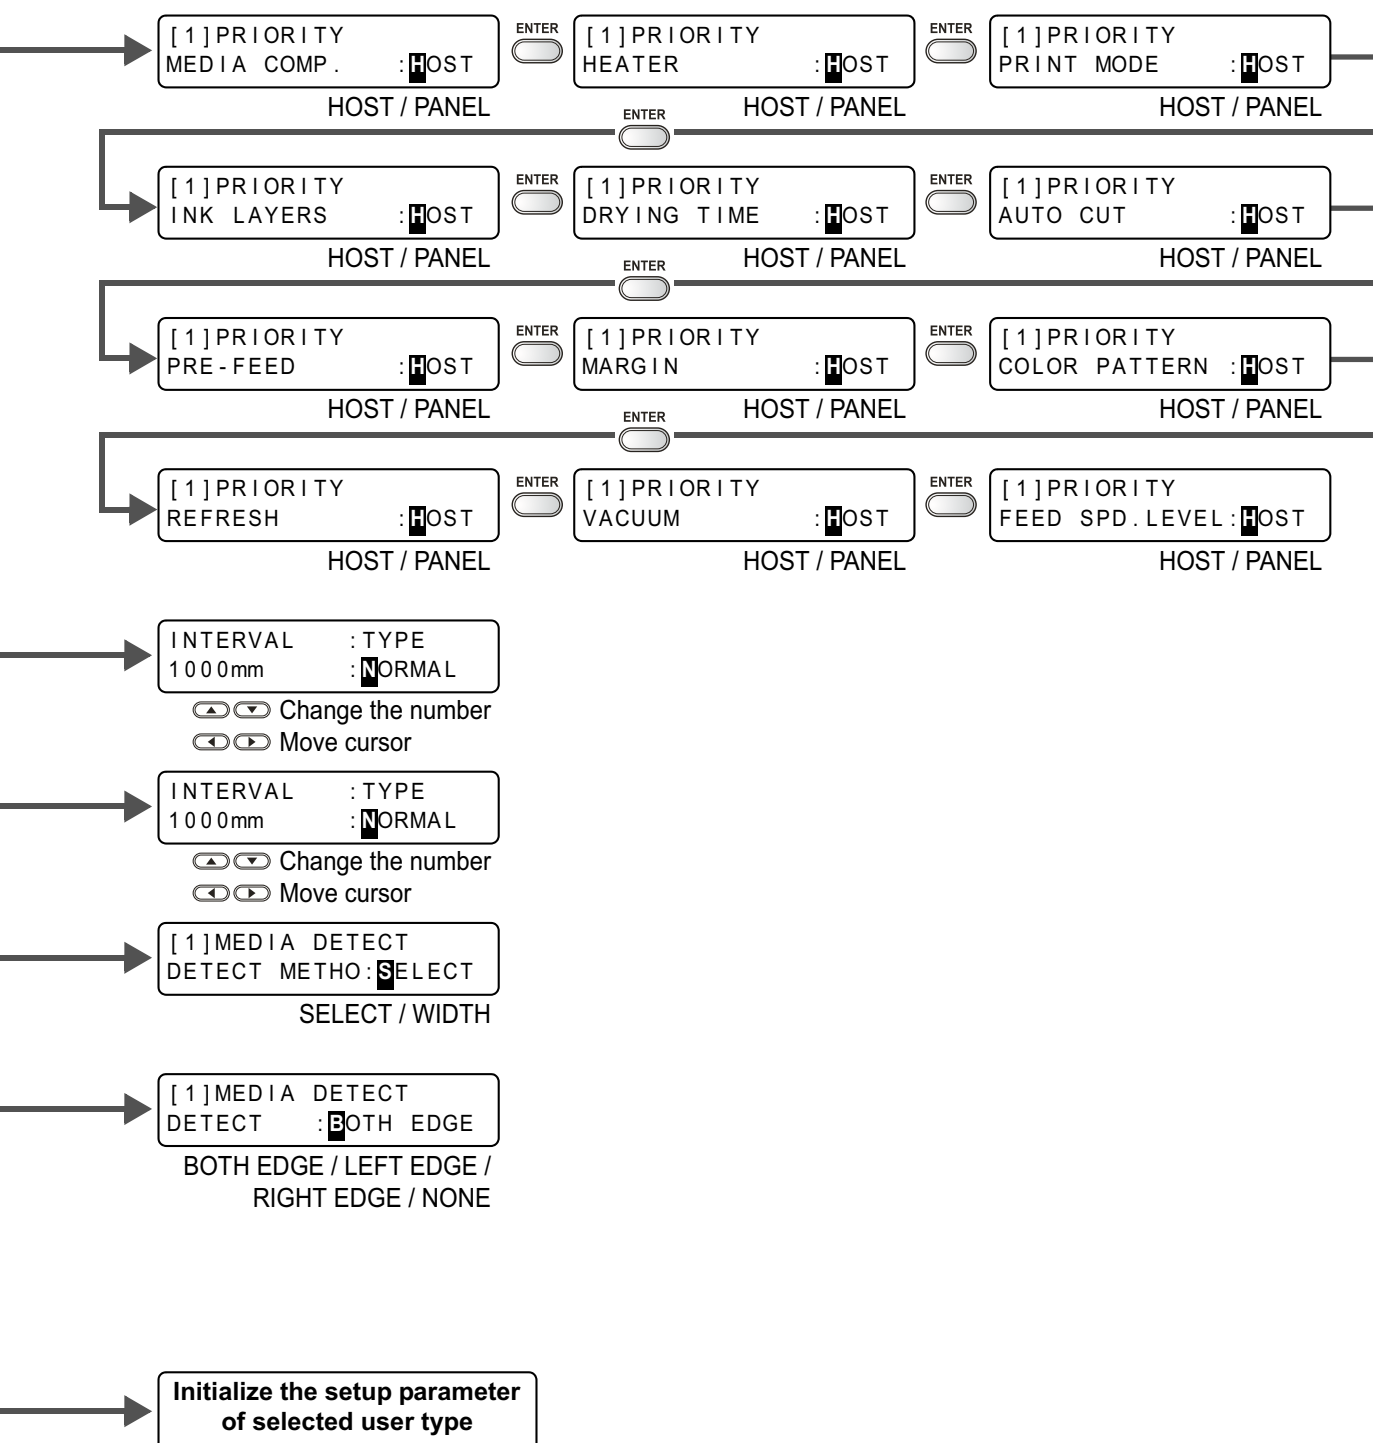 [1]PRIORITY
MEDIA COMP. :HOST
HOST / PANEL
ENTER
[1]PRIORITY
HEATER :HOST
HOST / PANEL
ENTER
[1]PRIORITY
PRINT MODE :HOST
HOST / PANEL
ENTER
[1]PRIORITY
INK LAYERS :HOST
HOST / PANEL
ENTER
[1]PRIORITY
DRYING TIME :HOST
HOST / PANEL
ENTER
[1]PRIORITY
AUTO CUT :HOST
HOST / PANEL
ENTER
[1]PRIORITY
PRE-FEED :HOST
HOST / PANEL
ENTER
[1]PRIORITY
MARGIN :HOST
HOST / PANEL
ENTER
[1]PRIORITY
COLOR PATTERN :HOST
HOST / PANEL
ENTER
[1]PRIORITY
REFRESH :HOST
HOST / PANEL
ENTER
[1]PRIORITY
VACUUM :HOST
HOST / PANEL
ENTER
[1]PRIORITY
FEED SPD.LEVEL:HOST
HOST / PANEL
INTERVAL :TYPE
1000mm :NORMAL
Change the number
Move cursor
INTERVAL :TYPE
1000mm :NORMAL
Change the number
Move cursor
[1]MEDIA DETECT
DETECT METHO:SELECT
SELECT / WIDTH
[1]MEDIA DETECT
DETECT :BOTH EDGE
BOTH EDGE / LEFT EDGE /
RIGHT EDGE / NONE
Initialize the setup parameter
of selected user type